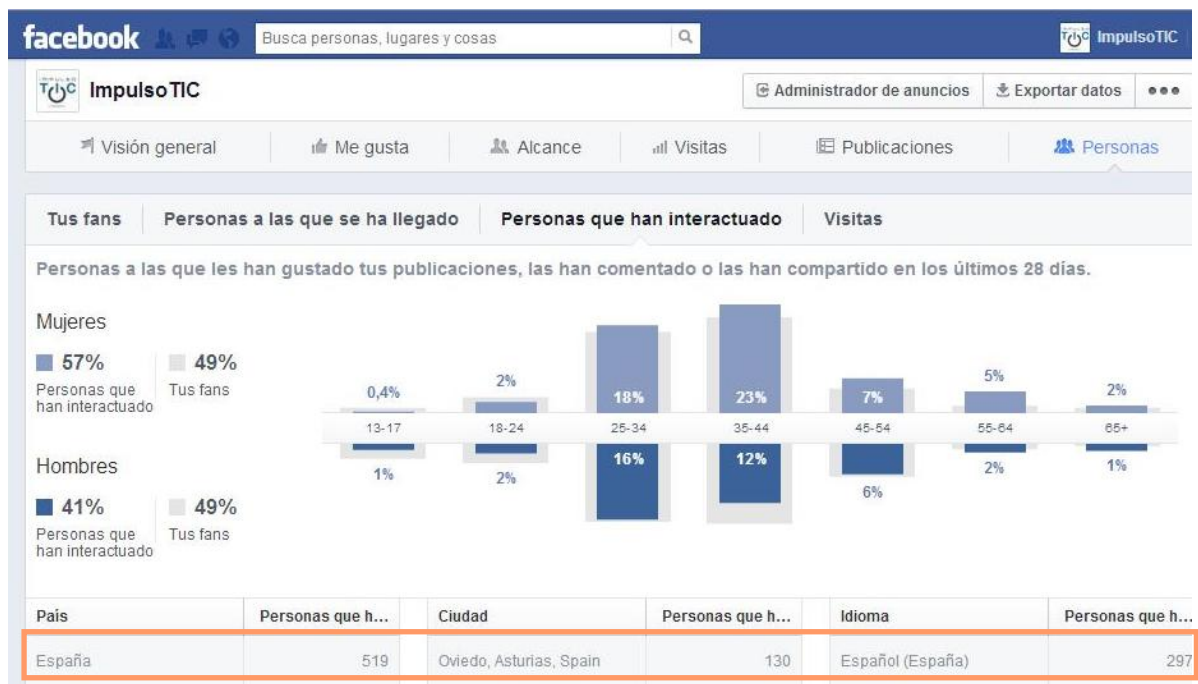 facebook Busca personas, lugares y cosas ImpulsoTIC
ImpulsoTIC Administrador de anuncios Exportar datos
Visión general Me gusta Alcance Visitas Publicaciones Personas
Tus fans Personas a las que se ha llegado Personas que han interactuado Visitas
Personas a las que les han gustado tus publicaciones, las han comentado o las han compartido en los últimos 28 días.
Mujeres
57% 49%
Personas que han interactuado Tus fans
0,4% 2% 18% 23% 7% 5% 2%
13-17 18-24 25-34 35-44 45-54 55-64 65+
1% 2% 16% 12% 6% 2% 1%
Hombres
41% 49%
Personas que han interactuado Tus fans
País Personas que h... Ciudad Personas que h... Idioma Personas que h...
España 519 Oviedo, Asturias, Spain 130 Español (España) 297